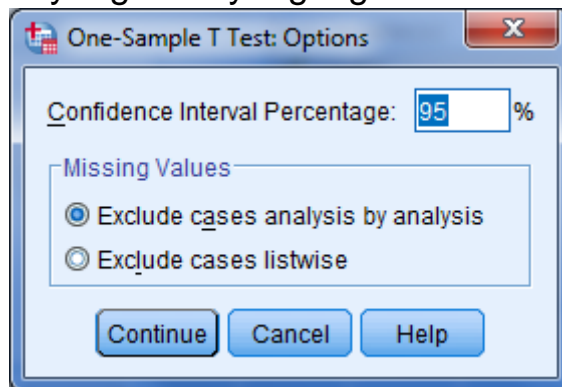 One-Sample T Test: Options
x
Confidence Interval Percentage: 95 %
Missing Values
Exclude cases analysis by analysis
Exclude cases listwise
Continue Cancel Help